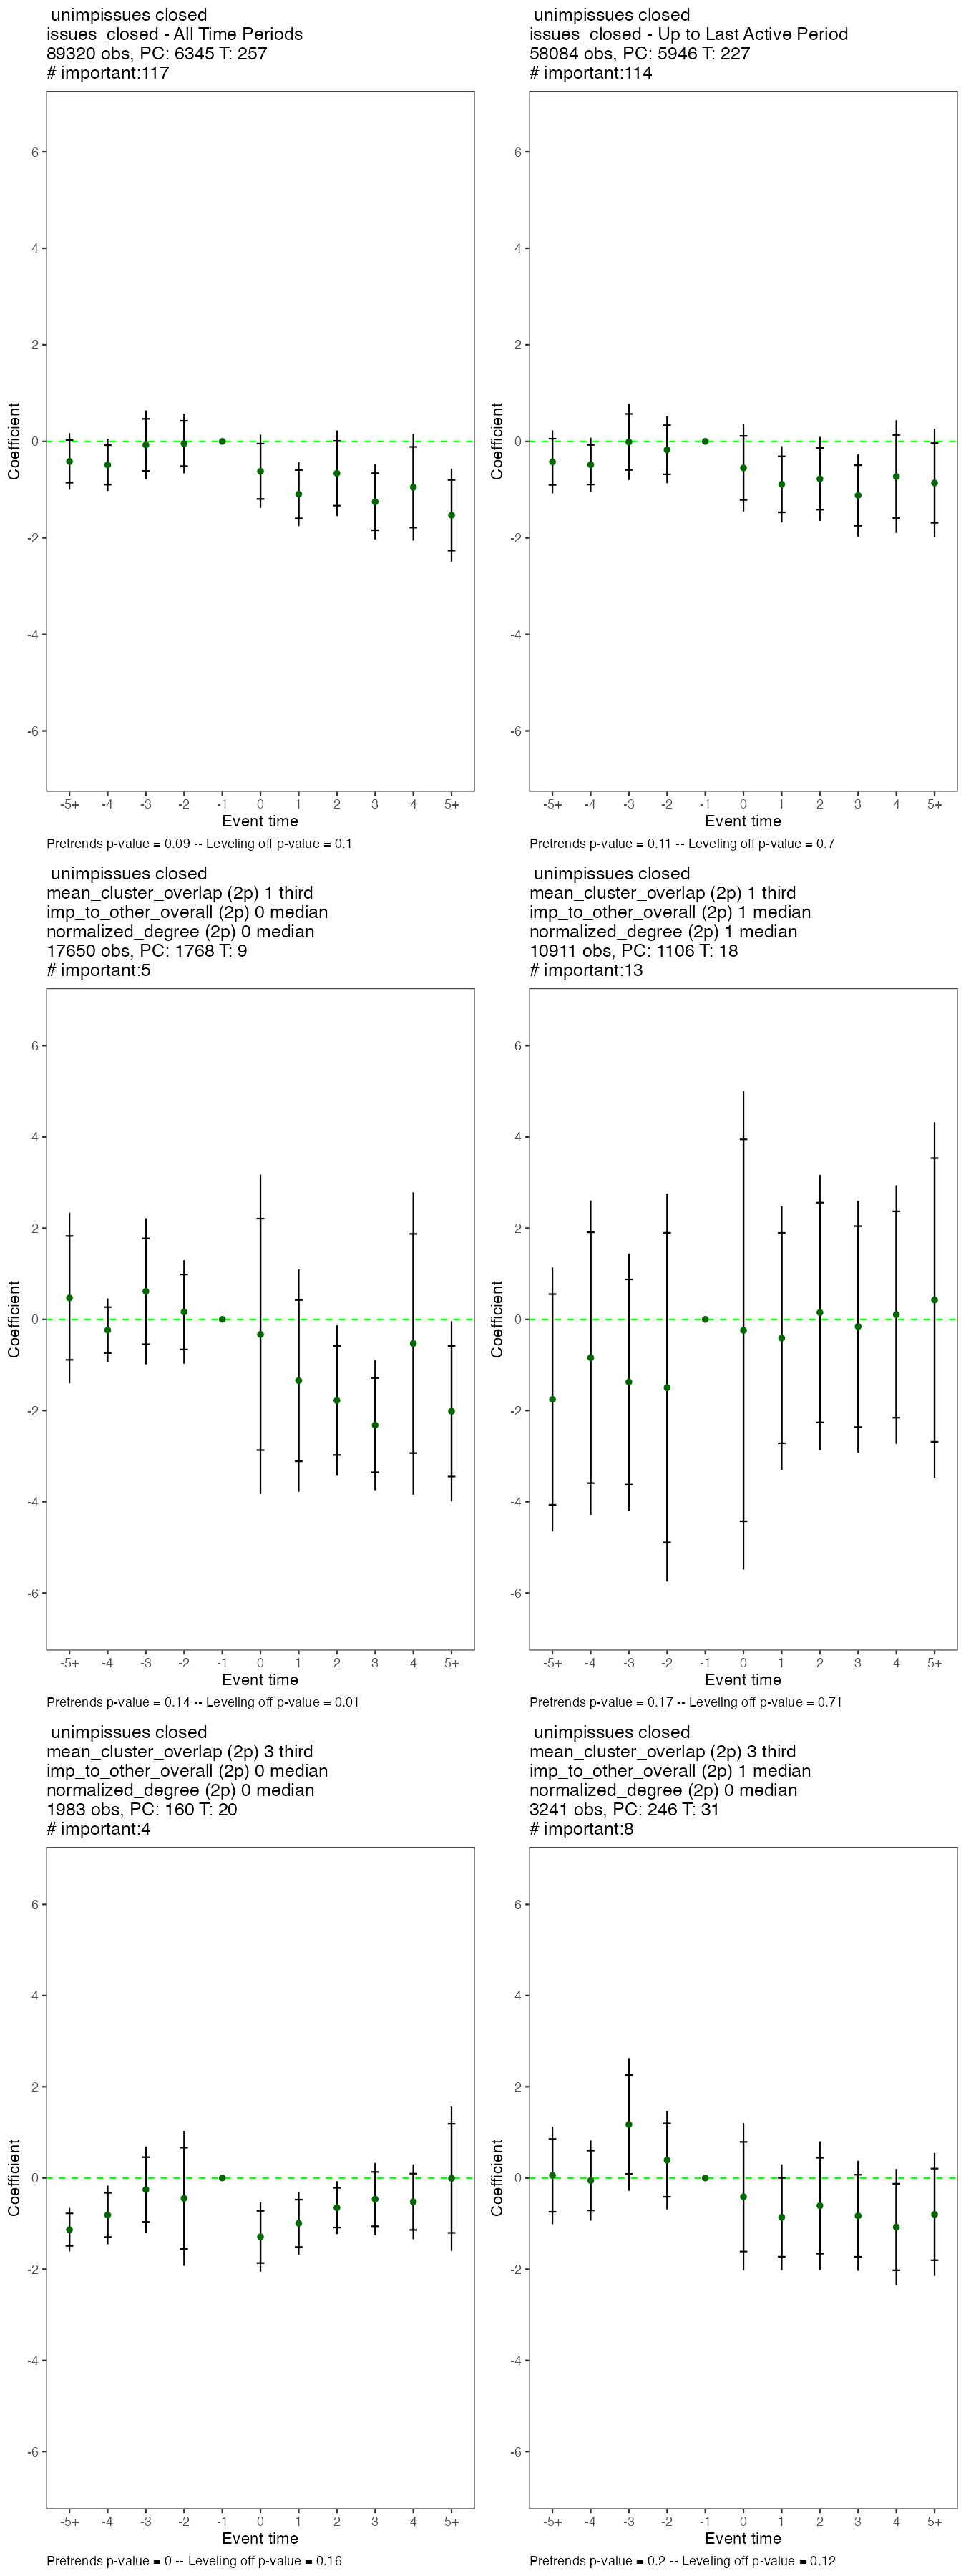 unimpissues closed
issues_closed - All Time Periods
89320 obs, PC: 6345 T: 257
# important:117
6
4
2
0
-2
-4
-6
Coefficient
-5+ -4 -3 -2 -1 0 1 2 3 4 5+
Event time
Pretrends p-value = 0.09 -- Leveling off p-value = 0.1
unimpissues closed
issues_closed - Up to Last Active Period
58084 obs, PC: 5946 T: 227
# important:114
6
4
2
0
-2
-4
-6
Coefficient
-5+ -4 -3 -2 -1 0 1 2 3 4 5+
Event time
Pretrends p-value = 0.11 -- Leveling off p-value = 0.7
unimpissues closed
mean_cluster_overlap (2p) 1 third
imp_to_other_overall (2p) 0 median
normalized_degree (2p) 0 median
17650 obs, PC: 1768 T: 9
# important:5
6
4
2
0
-2
-4
-6
Coefficient
-5+ -4 -3 -2 -1 0 1 2 3 4 5+
Event time
Pretrends p-value = 0.14 -- Leveling off p-value = 0.01
unimpissues closed
mean_cluster_overlap (2p) 1 third
imp_to_other_overall (2p) 1 median
normalized_degree (2p) 1 median
10911 obs, PC: 1106 T: 18
# important:13
6
4
2
0
-2
-4
-6
Coefficient
-5+ -4 -3 -2 -1 0 1 2 3 4 5+
Event time
Pretrends p-value = 0.17 -- Leveling off p-value = 0.71
unimpissues closed
mean_cluster_overlap (2p) 3 third
imp_to_other_overall (2p) 0 median
normalized_degree (2p) 0 median
1983 obs, PC: 160 T: 20
# important:4
6
4
2
0
-2
-4
-6
Coefficient
-5+ -4 -3 -2 -1 0 1 2 3 4 5+
Event time
Pretrends p-value = 0 -- Leveling off p-value = 0.16
unimpissues closed
mean_cluster_overlap (2p) 3 third
imp_to_other_overall (2p) 1 median
normalized_degree (2p) 0 median
3241 obs, PC: 246 T: 31
# important:8
6
4
2
0
-2
-4
-6
Coefficient
-5+ -4 -3 -2 -1 0 1 2 3 4 5+
Event time
Pretrends p-value = 0.2 -- Leveling off p-value = 0.12